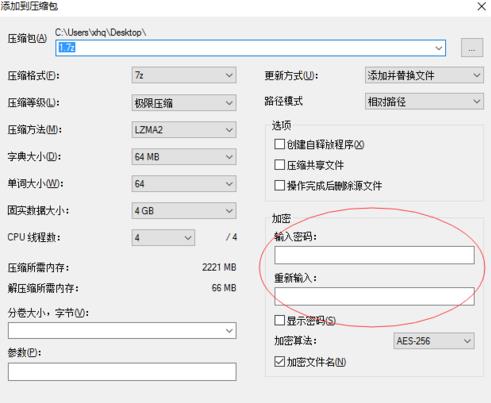 添加到压缩包
压缩包(A)
C:\Users\xhq\Desktop\
1.7z
...
压缩格式(F):
7z
更新方式(U):
添加并替换文件
压缩等级(L):
极限压缩
路径模式
相对路径
压缩方法(M):
LZMA2
选项
创建自释放程序(X)
字典大小(D):
64 MB
压缩共享文件
单词大小(W):
64
操作完成后删除源文件
固实数据大小:
4 GB
加密
CPU 线程数:
4
/ 4
输入密码:
压缩所需内存:
2221 MB
重新输入:
解压缩所需内存:
66 MB
分卷大小，字节(V):
显示密码(S)
加密算法:
AES-256
参数(P):
加密文件名(N)